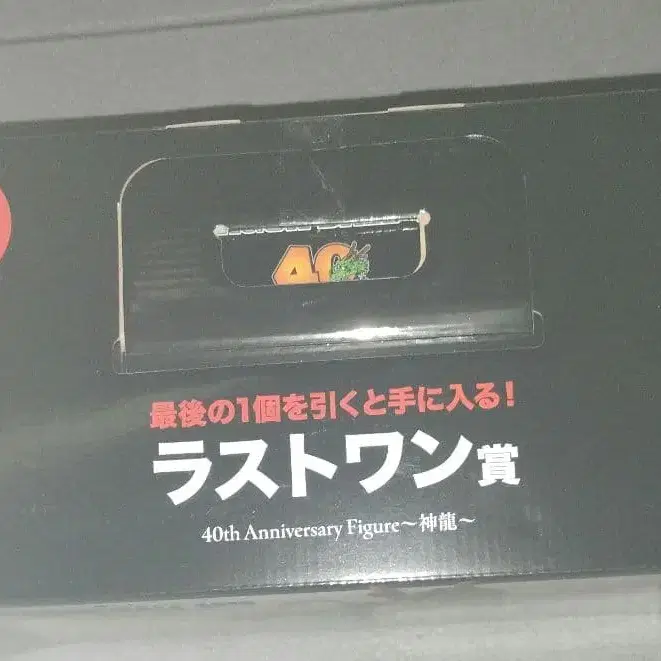 40
最後の1個を引くと手に入る!
ラストワン賞
40th Anniversary Figure～神龍～